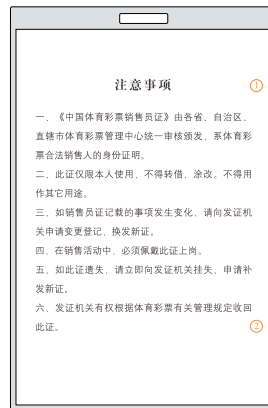 注意事项
①
一、《中国体育彩票销售员证》由各省、自治区、
直辖市体育彩票管理中心统一审核颁发，系体育彩
票合法销售人的身份证明。
二、此证仅限本人使用，不得转借、涂改。不得用
作其它用途。
三、如销售员证记载的事项发生变化，请向发证机
关申请变更登记，换发新证。
四、在销售活动中，必须佩戴此证上岗。
五、如此证遗失，请立即向发证机关挂失，申请补
发新证。
六、发证机关有权根据体育彩票有关管理规定收回
此证。
②